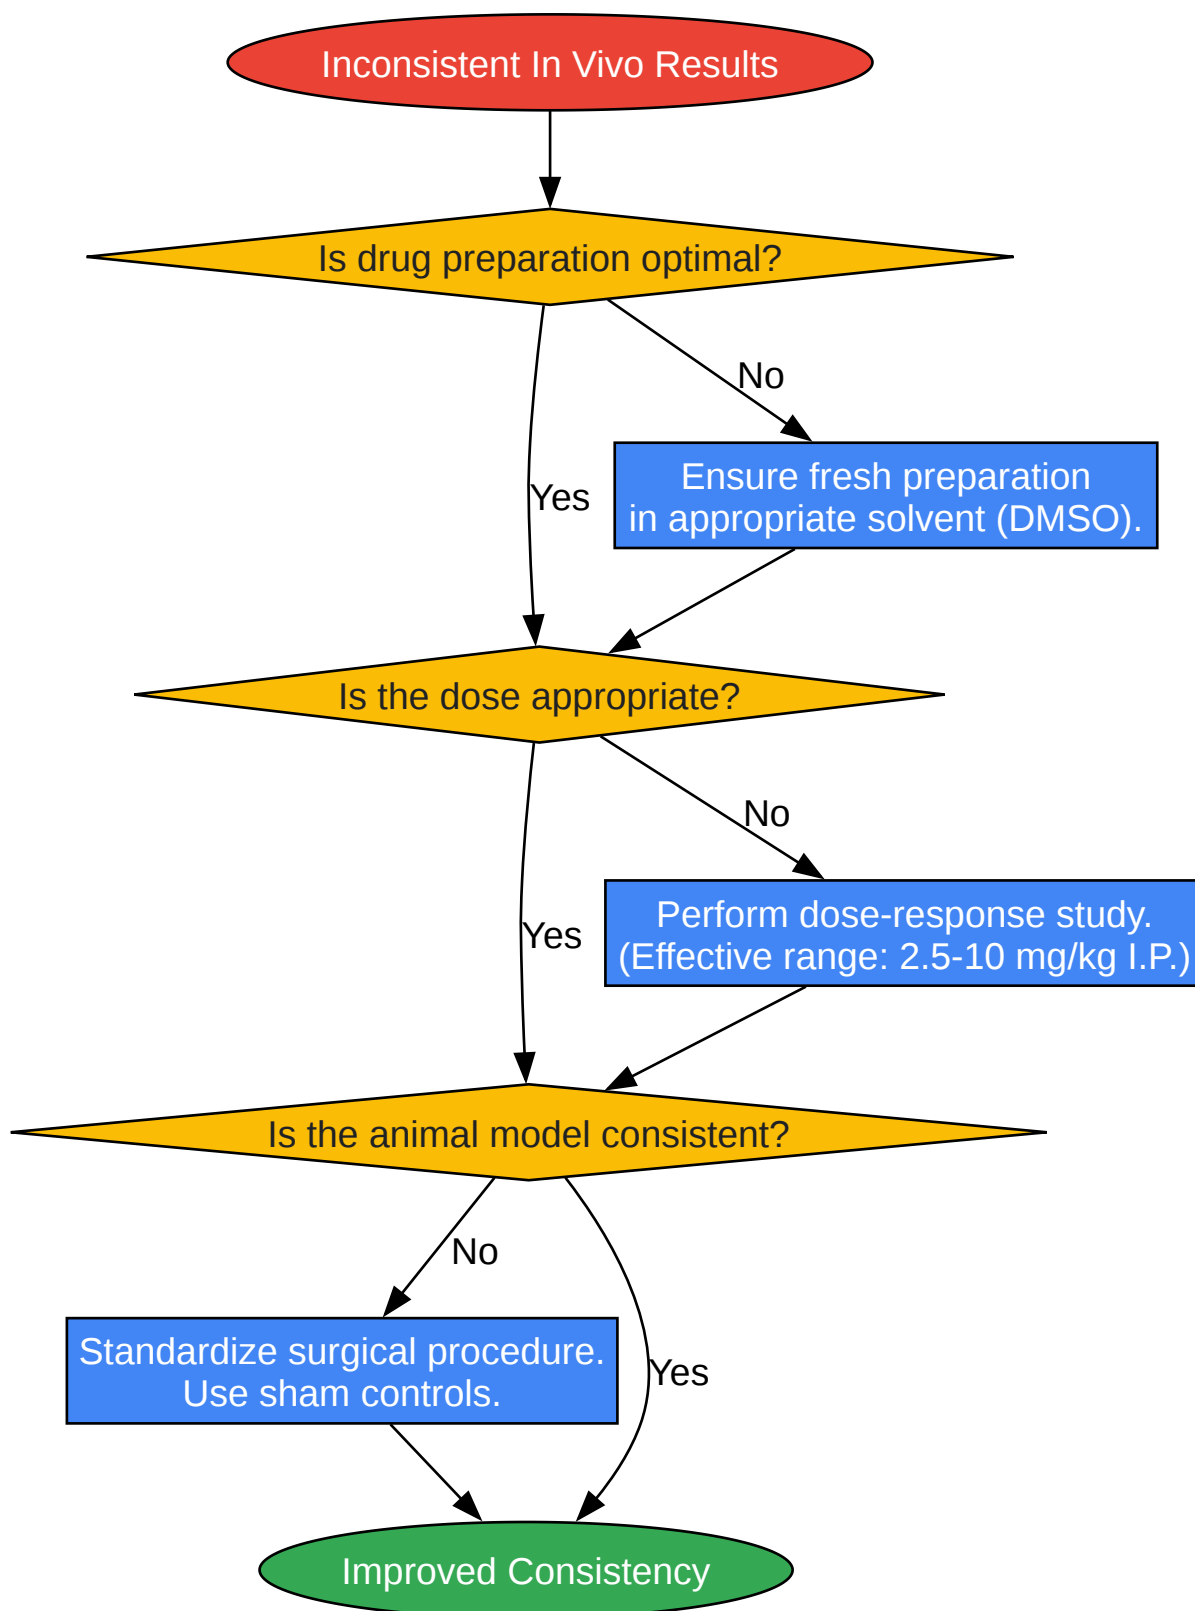 Inconsistent In Vivo Results
Is drug preparation optimal?
No
Ensure fresh preparation
in appropriate solvent (DMSO).
Yes
Is the dose appropriate?
No
Perform dose-response study.
(Effective range: 2.5-10 mg/kg I.P.)
Yes
Is the animal model consistent?
No
Standardize surgical procedure.
Use sham controls.
Yes
Improved Consistency